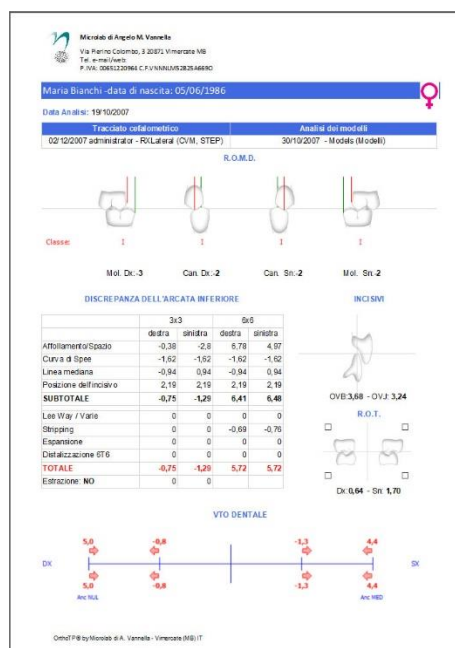 Microlab di Angelo M. Vannella
Via Pierino Colombo, 3 20871 Vimercate MB
Tel. e-mail/web:
P.IVA: 00651220966 C.F.
Maria Bianchi -data di nascita: 05/06/1986
Data Analisi: 19/10/2007
Tracciato cefalometrico Analisi dei modelli
02/12/2007 administrator - RXLateral (CVM, STEP) 30/10/2007 - Models (Modelli)
R.O.M.D.
Classe: I I I I
Mol. Dx:-3 Can. Dx:-2 Can. Sn:-2 Mol. Sn:-2
DISCREPANZA DELL'ARCATA INFERIORE INCISIVI
3x3 6x6
destra sinistra destra sinistra
Affollamento/Spazio -0,38 -2,8 6,78 4,97
Curva di Spee -1,62 -1,62 -1,62 -1,62
Linea mediana -0,94 0,94 -0,94 0,94
Posizione dell'incisivo 2,19 2,19 2,19 2,19
SUBTOTALE -0,75 -1,29 6,41 6,48
OVB:3,68 - OVJ: 3,24
Lee Way / Varie 0 0 0 0
Stripping 0 0 -0,69 -0,76
Espansione 0 0 0 0
Distalizzazione 6T6 0 0 0 0
TOTALE -0,75 -1,29 5,72 5,72
Estrazione: NO 0 0
R.O.T.
Dx:0,64 - Sn: 1,70
VTO DENTALE
5,0 -0,8 -1,3 4,4
DX SX
5,0 -0,8 -1,3 4,4
Anc NUL Anc MED
OrthoTP® by Microlab di A. Vannella - Vimercate (MB) IT